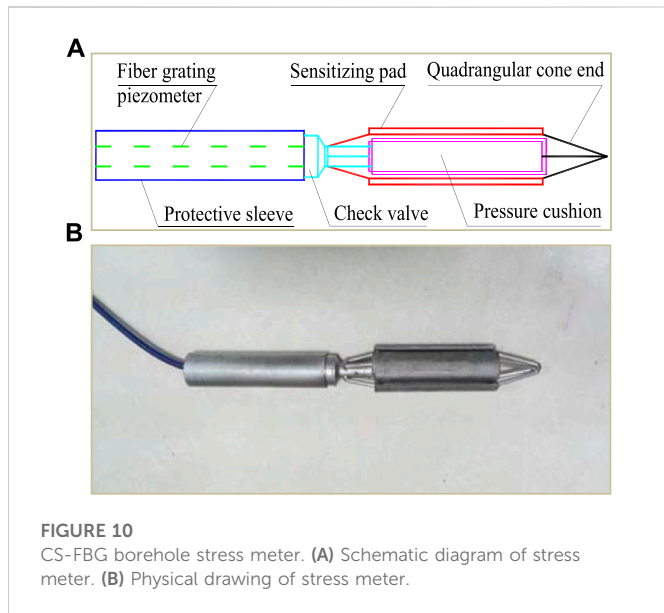 A
Fiber grating
piezometer
Sensitizing pad
Quadrangular cone end
Protective sleeve
Check valve
Pressure cushion
B
FIGURE 10
CS-FBG borehole stress meter. (A) Schematic diagram of stress
meter. (B) Physical drawing of stress meter.